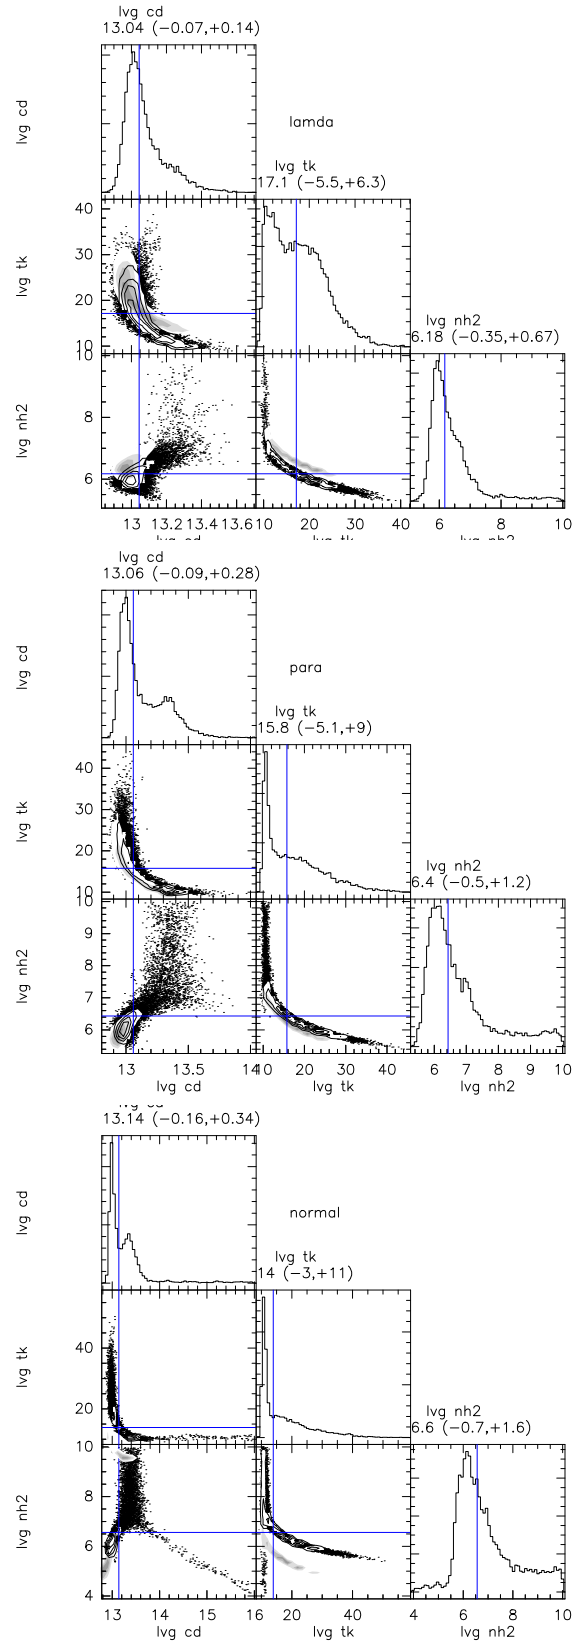 lvg cd
13.04 (−0.07,+0.14)
lvg cd
lamda
lvg tk
17.1 (−5.5,+6.3)
40
30
20
10
lvg tk
lvg nh2
6.18 (−0.35,+0.67)
10
8
6
lvg nh2
13 13.2 13.4 13.6 10 20 30 40 6 8 10
lvg cd lvg tk lvg nh2
lvg cd
13.06 (−0.09,+0.28)
lvg cd
para
lvg tk
15.8 (−5.1,+9)
40
30
20
10
lvg tk
lvg nh2
6.4 (−0.5,+1.2)
10
9
8
7
6
lvg nh2
13 13.5 14 10 20 30 40 6 7 8 9 10
lvg cd lvg tk lvg nh2
lvg cd
13.14 (−0.16,+0.34)
lvg cd
normal
lvg tk
14 (−3,+11)
40
20
lvg tk
lvg nh2
6.6 (−0.7,+1.6)
10
8
6
4
lvg nh2
13 14 15 16 20 40 4 6 8 10
lvg cd lvg tk lvg nh2